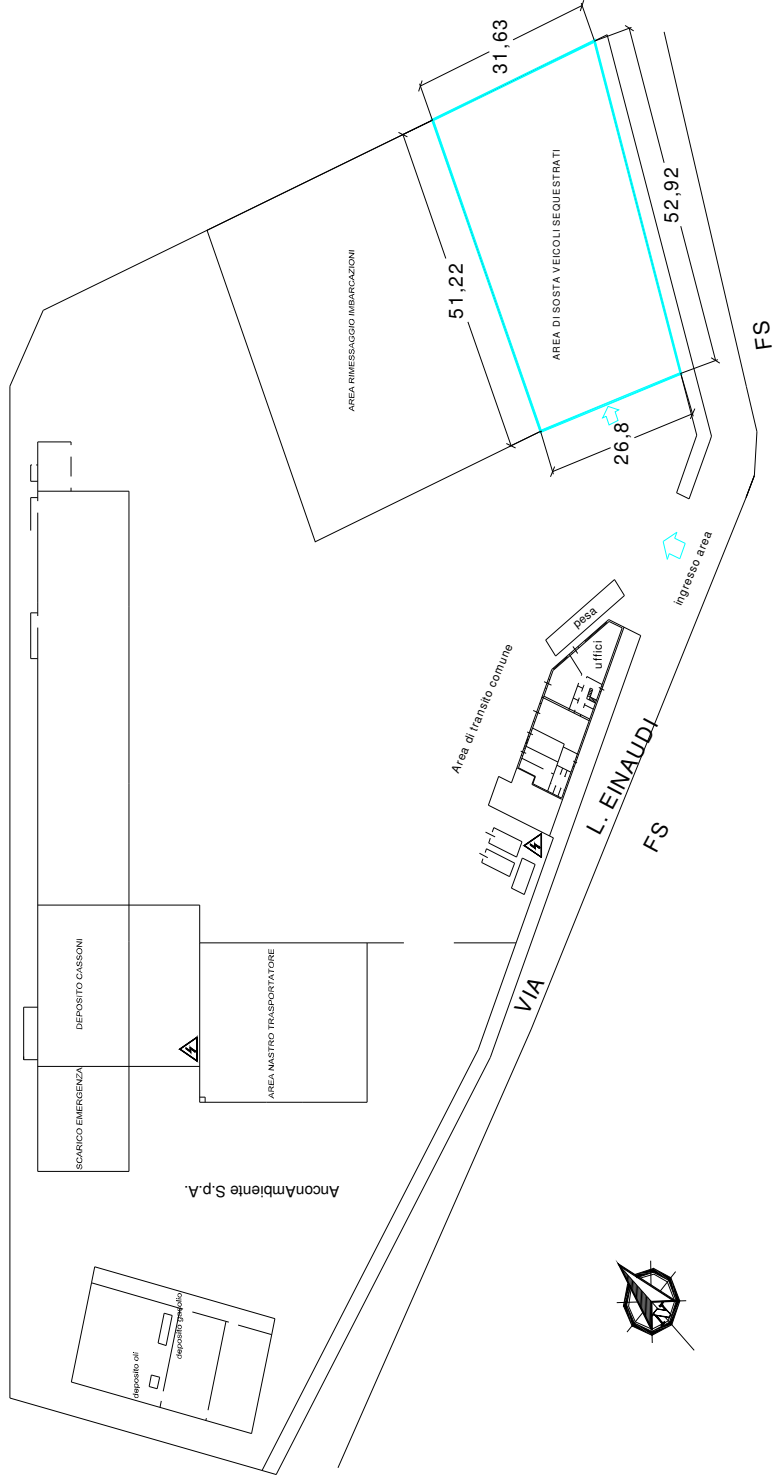 31,63
51,22
AREA DI SOSTA VEICOLI SEQUESTRATI
52,92
26,8
AREA RIMESSAGGIO IMBARCAZIONI
FS
ingresso area
pesa
uffici
Area di transito comune
VIA L. EINAUDI
FS
DEPOSITO CASSONI
SCARICO EMERGENZA
AREA NASTRO TRASPORTATORE
AnconAmbiente S.p.A.
deposito oli
deposito gasolio